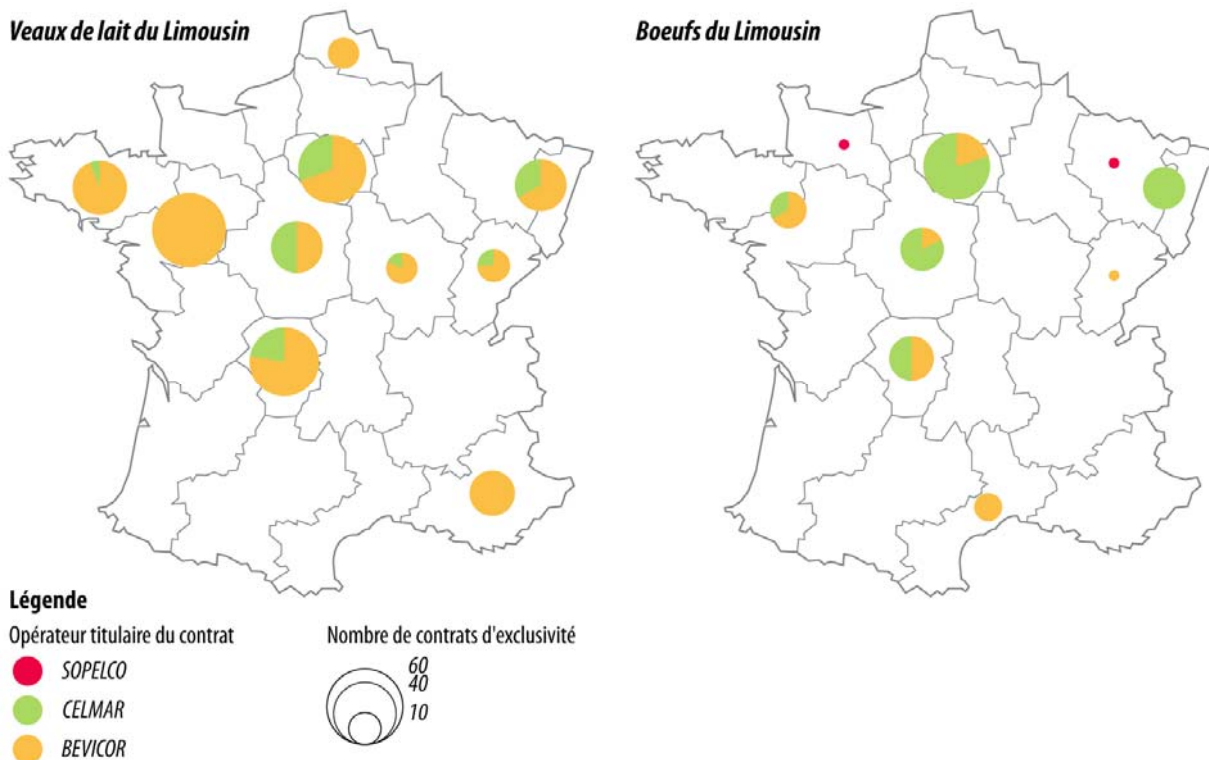 Veaux de lait du Limousin
Boeufs du Limousin
Légende
Opérateur titulaire du contrat
SOPELCO
CELMAR
BEVICOR
Nombre de contrats d'exclusivité
60
40
10